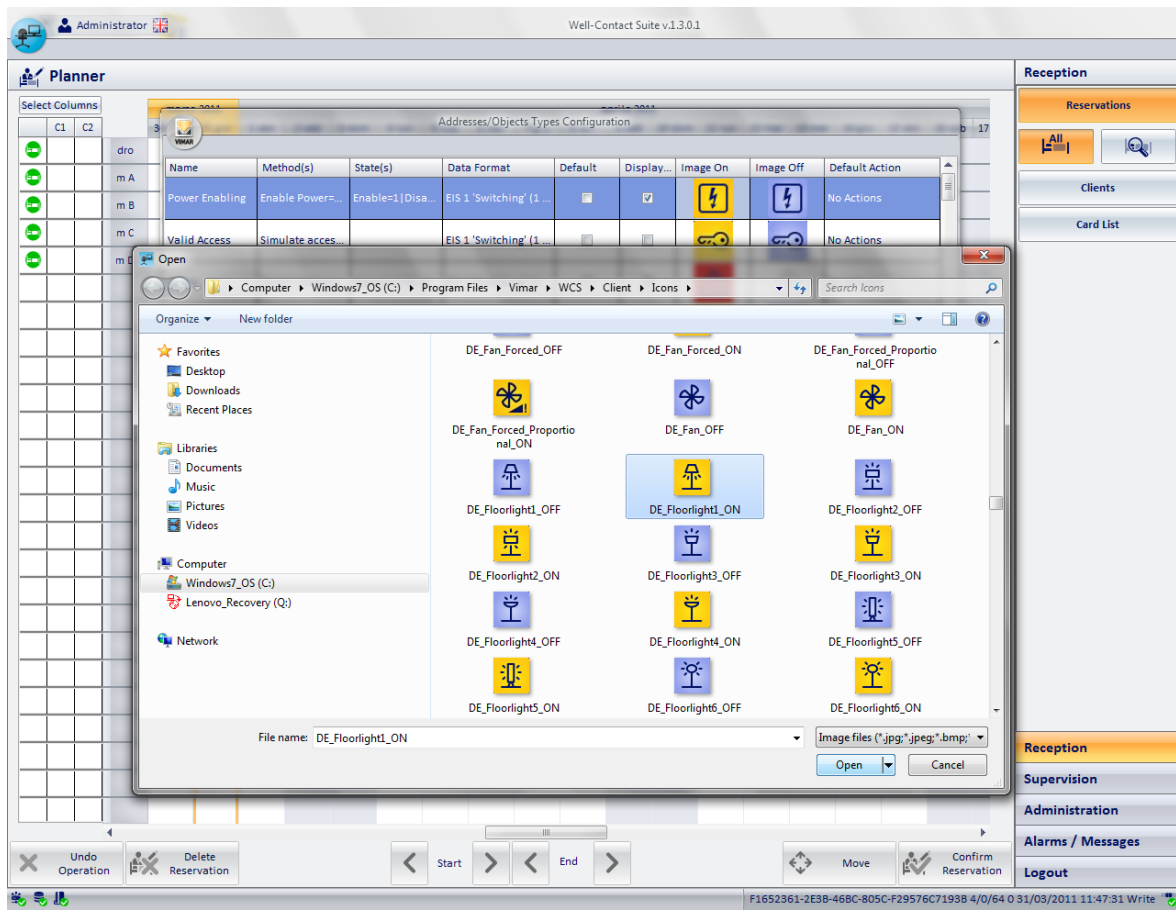 Administrator
Well-Contact Suite v.1.3.0.1
Planner
Select Columns
C1 C2
marzo 2011
aprile 2011
17
dro
m A
m B
m C
m D
VIMAR
Addresses/Objects Types Configuration
Name Method(s) State(s) Data Format Default Display... Image On Image Off Default Action
Power Enabling Enable Power=... Enable=1|Disa... EIS 1 'Switching' (1 ... No Actions
Valid Access Simulate acces... EIS 1 'Switching' (1 ... No Actions
Open
Computer Windows7_OS (C:) Program Files Vimar WCS Client Icons
Search Icons
Organize New folder
Favorites
Desktop
Downloads
Recent Places
Libraries
Documents
Music
Pictures
Videos
Computer
Windows7_OS (C:)
Lenovo_Recovery (Q:)
Network
DE_Fan_Forced_OFF DE_Fan_Forced_ON DE_Fan_Forced_Proportio
nal_OFF
DE_Fan_Forced_Proportio DE_Fan_OFF DE_Fan_ON
nal_ON
DE_Floorlight1_OFF DE_Floorlight1_ON DE_Floorlight2_OFF
DE_Floorlight2_ON DE_Floorlight3_OFF DE_Floorlight3_ON
DE_Floorlight4_OFF DE_Floorlight4_ON DE_Floorlight5_OFF
DE_Floorlight5_ON DE_Floorlight6_OFF DE_Floorlight6_ON
File name: DE_Floorlight1_ON
Image files (*.jpg;*.jpeg;*.bmp;*
Open Cancel
Reception
Reservations
All
Clients
Card List
Reception
Supervision
Administration
Alarms / Messages
Logout
Undo
Operation
Delete
Reservation
Start
End
Move
Confirm
Reservation
F1652361-2E3B-46BC-805C-F29576C7193B 4/0/64 0 31/03/2011 11:47:31 Write